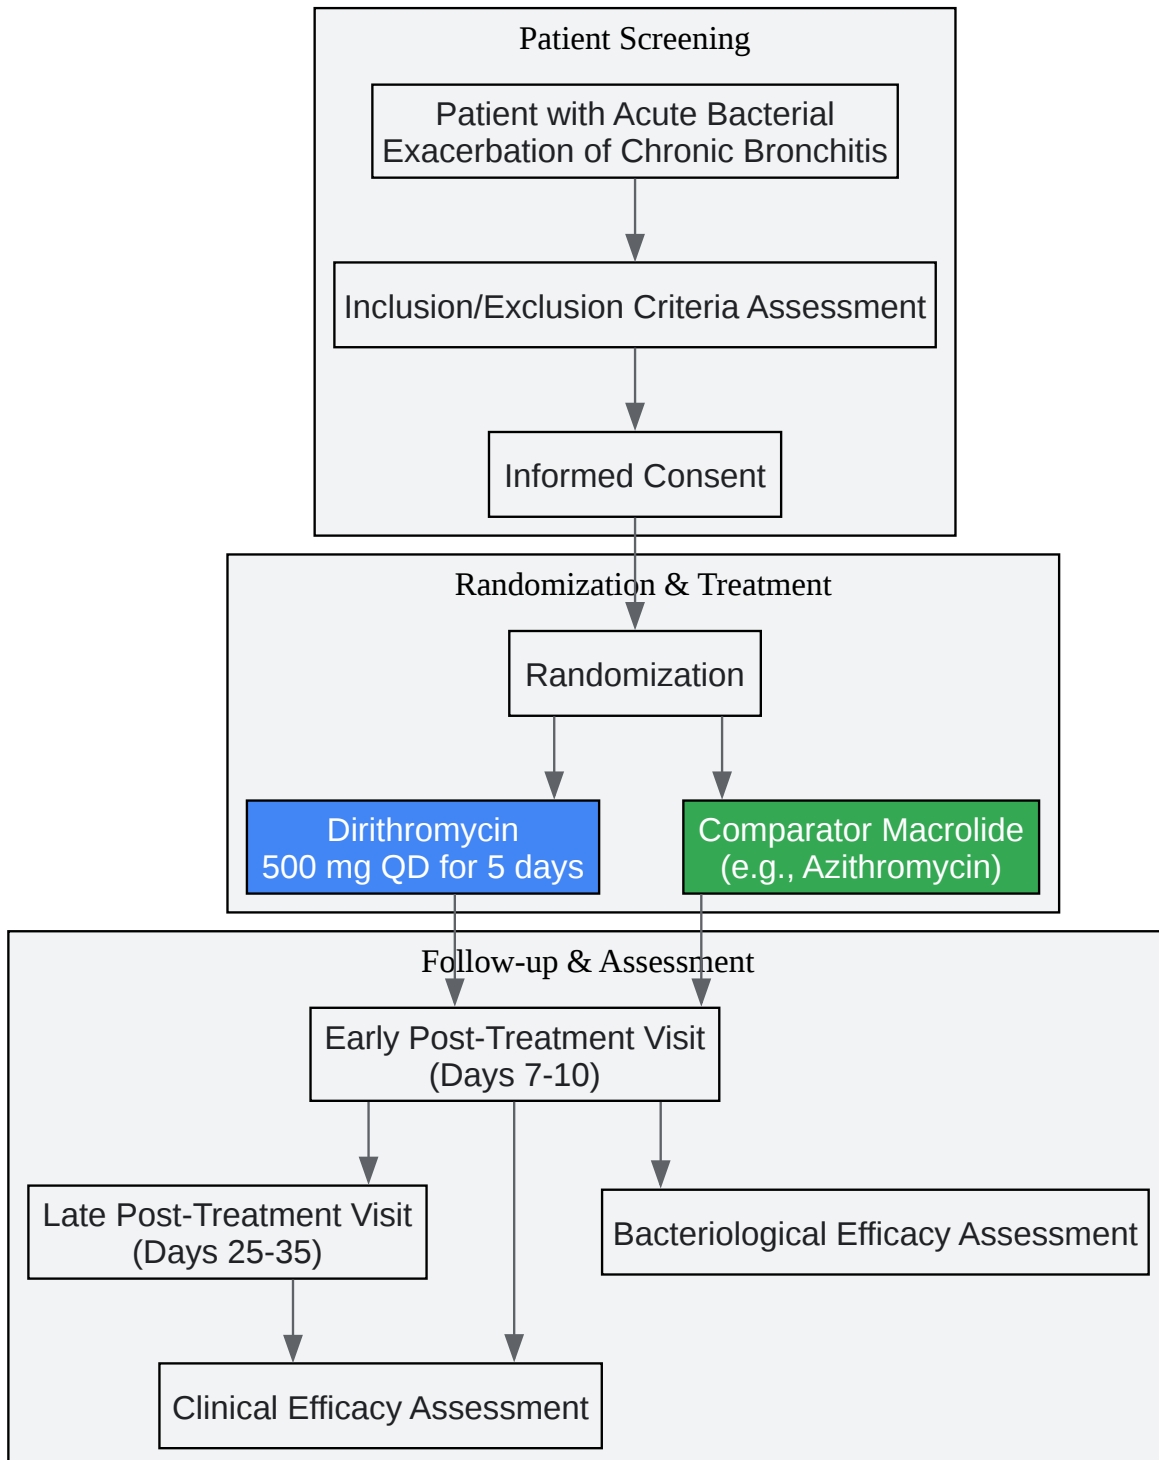 Patient Screening
Patient with Acute Bacterial
Exacerbation of Chronic Bronchitis
Inclusion/Exclusion Criteria Assessment
Informed Consent
Randomization & Treatment
Randomization
Dirithromycin
500 mg QD for 5 days
Comparator Macrolide
(e.g., Azithromycin)
Follow-up & Assessment
Early Post-Treatment Visit
(Days 7-10)
Late Post-Treatment Visit
(Days 25-35)
Bacteriological Efficacy Assessment
Clinical Efficacy Assessment